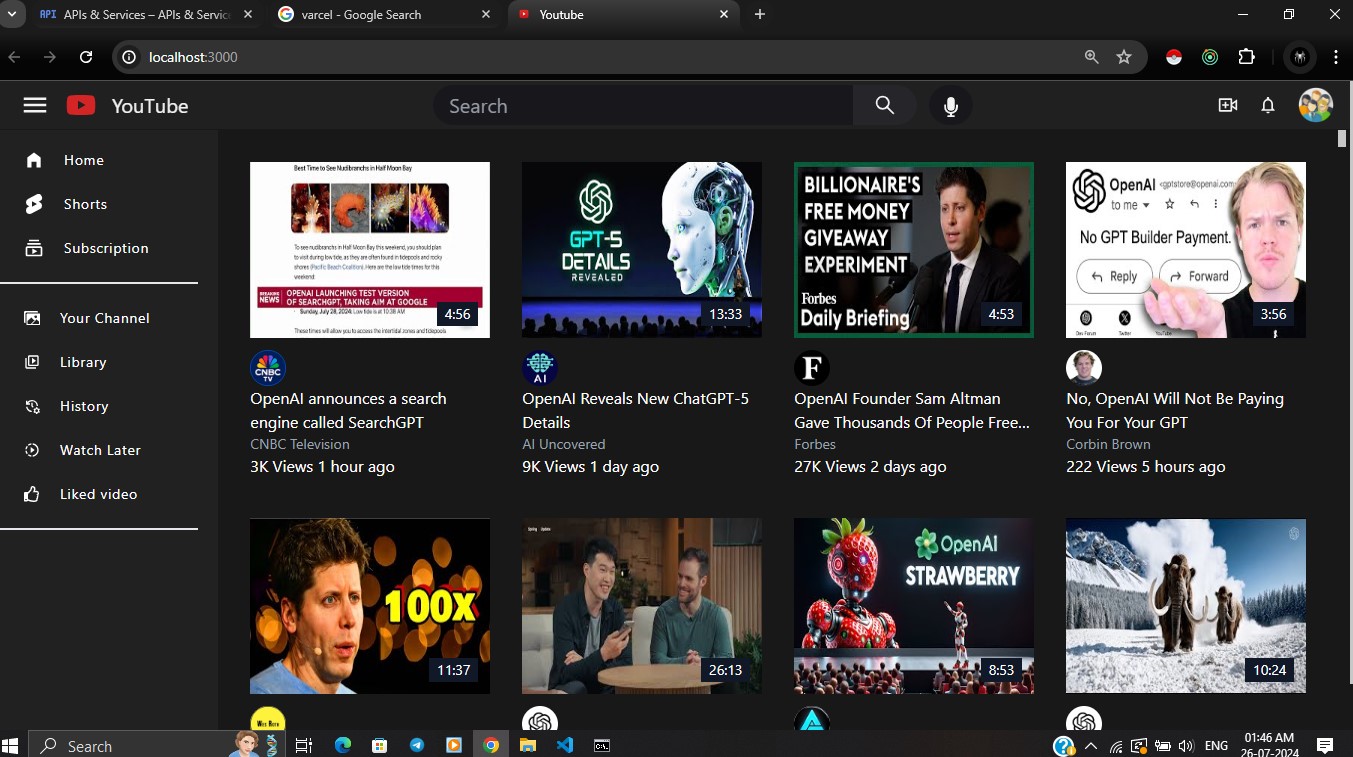 API APIs & Services – APIs & Servic
varcel - Google Search
Youtube
localhost:3000
YouTube
Search
Home
Shorts
Subscription
Your Channel
Library
History
Watch Later
Liked video
Best Time to See Nudibranchs in Half Moon Bay
To see nudibranchs in Half Moon Bay this weekend, you should plan
to visit during low tide, as they are often found in tidepools and rocky
shores (Pacific Beach Coalition). Here are the low tide times for this
weekend:
BREAKING NEWS
OPENAI LAUNCHING TEST VERSION
OF SEARCHGPT, TAKING AIM AT GOOGLE
Sunday, July 28, 2024: Low tide is at 10:38 AM
These times will allow you to access the intertidal zones and tidepools
4:56
CNBC
TV
OpenAI announces a search
engine called SearchGPT
CNBC Television
3K Views 1 hour ago
GPT-5
DETAILS
REVEALED
13:33
AI
OpenAI Reveals New ChatGPT-5
Details
AI Uncovered
9K Views 1 day ago
BILLIONAIRE'S
FREE MONEY
GIVEAWAY
EXPERIMENT
Forbes
Daily Briefing
4:53
F
OpenAI Founder Sam Altman
Gave Thousands Of People Free...
Forbes
27K Views 2 days ago
OpenAI <gptstore@openai.com
to me
No GPT Builder Payment.
Reply
Forward
Dev Forum
Twitter
YouTube
3:56
No, OpenAI Will Not Be Paying
You For Your GPT
Corbin Brown
222 Views 5 hours ago
100X
11:37
26:13
OpenAI
STRAWBERRY
8:53
10:24
Wes Roth
Search
ENG
01:46 AM
26-07-2024